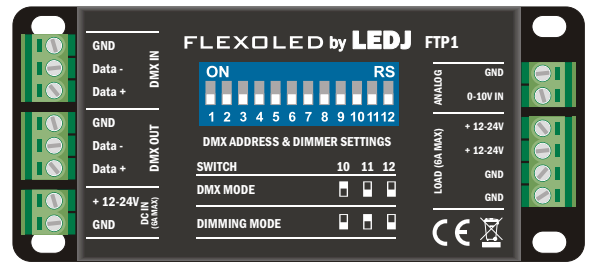 FLEXOLED by LEDJ FTP1
GND
Data -
Data +
DMX IN
GND
Data -
Data +
DMX OUT
+ 12-24V
GND
DC IN
(6A MAX)
ON RS
1 2 3 4 5 6 7 8 9 10 11 12
DMX ADDRESS & DIMMER SETTINGS
SWITCH 10 11 12
DMX MODE
DIMMING MODE
ANALOG
GND
0-10V IN
LOAD (6A MAX)
+ 12-24V
+ 12-24V
GND
GND
CE